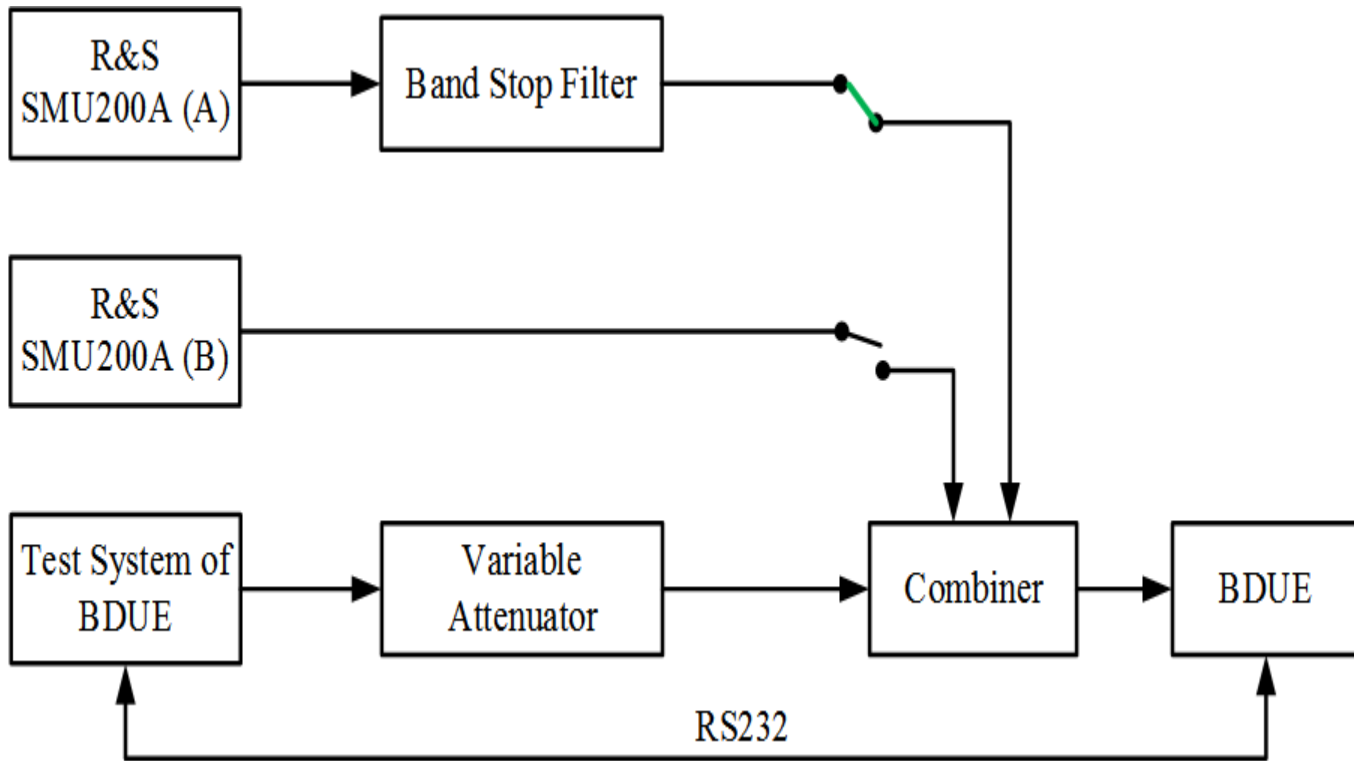 R&S
SMU200A (A)
Band Stop Filter
R&S
SMU200A (B)
Test System of
BDUE
Variable
Attenuator
Combiner
BDUE
RS232